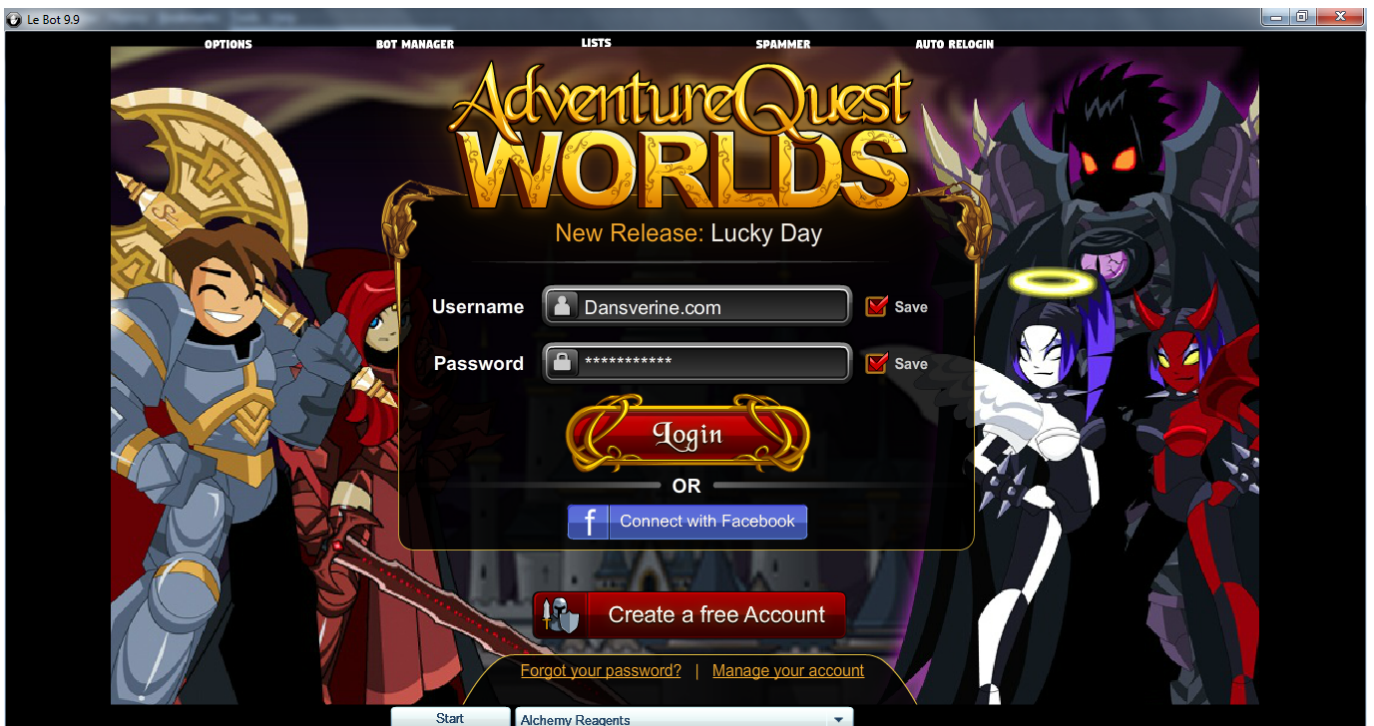 Le Bot 9.9
OPTIONS BOT MANAGER LISTS SPAMMER AUTO RELOGIN
AdventureQuest
WORLDS
New Release: Lucky Day
Username Dansverine.com Save
Password *********** Save
Login
OR
f Connect with Facebook
Create a free Account
Forgot your password? | Manage your account
Start Alchemy Reagents